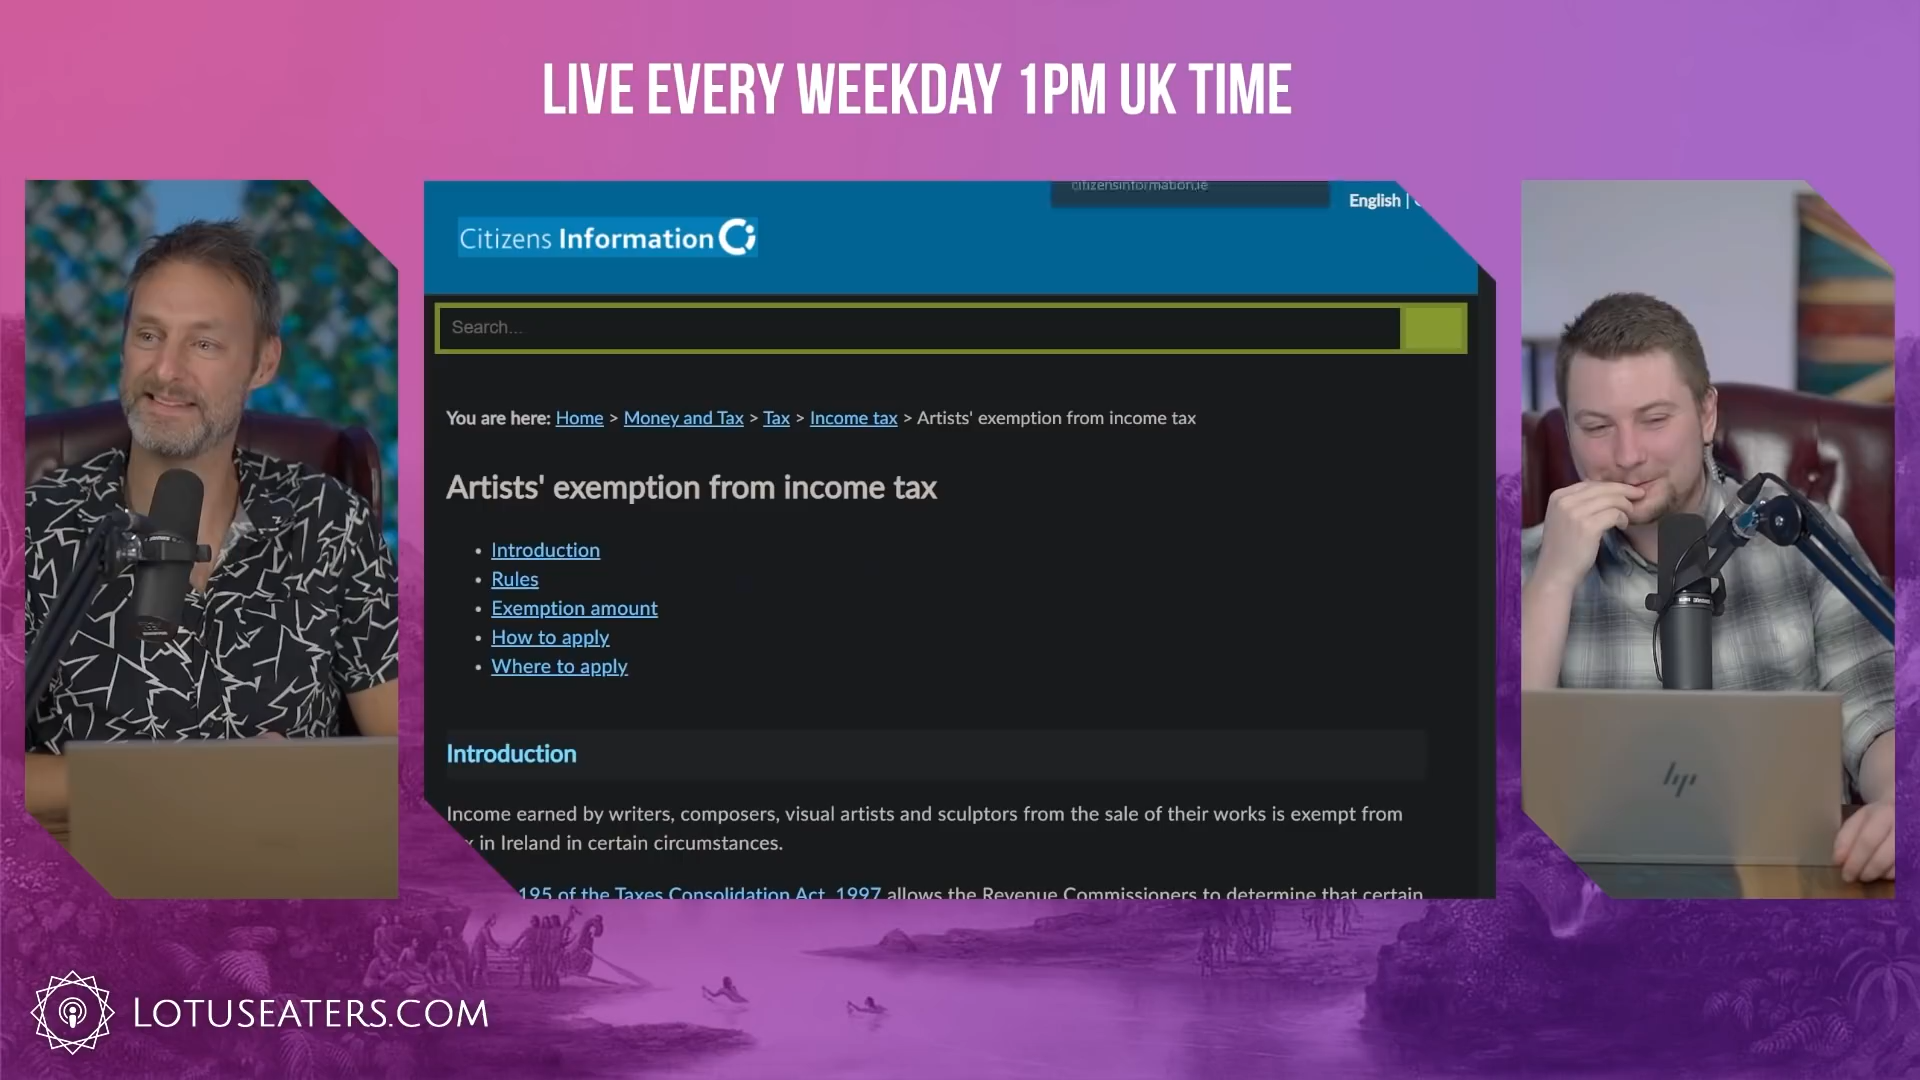 LIVE EVERY WEEKDAY 1PM UK TIME
citizensinformation.ie
English |
Citizens Information
Search...
You are here: Home > Money and Tax > Tax > Income tax > Artists' exemption from income tax
Artists' exemption from income tax
• Introduction
• Rules
• Exemption amount
• How to apply
• Where to apply
Introduction
Income earned by writers, composers, visual artists and sculptors from the sale of their works is exempt from
in Ireland in certain circumstances.
195 of the Taxes Consolidation Act, 1997 allows the Revenue Commissioners to determine that certain
hp
LOTUSEATERS.COM